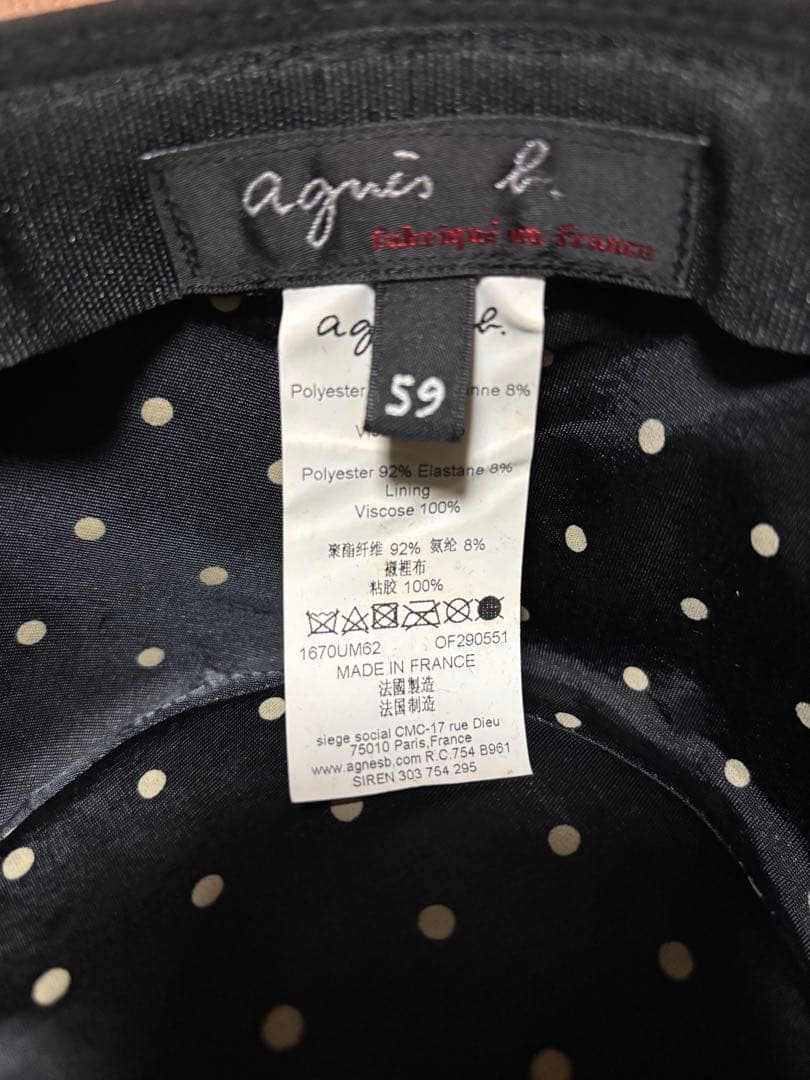 agnès b.
fabriqué en france
59
ag b.
Polyester nne 8%
Polyester 92% Elastane 8%
Lining
Viscose 100%
聚酯纤维 92% 氨纶 8%
襯裡布
粘胶 100%
1670UM62 OF290551
MADE IN FRANCE
法國製造
法国制造
siege social CMC-17 rue Dieu
75010 Paris,France
www.agnesb.com R.C.754 B961
SIREN 303 754 295